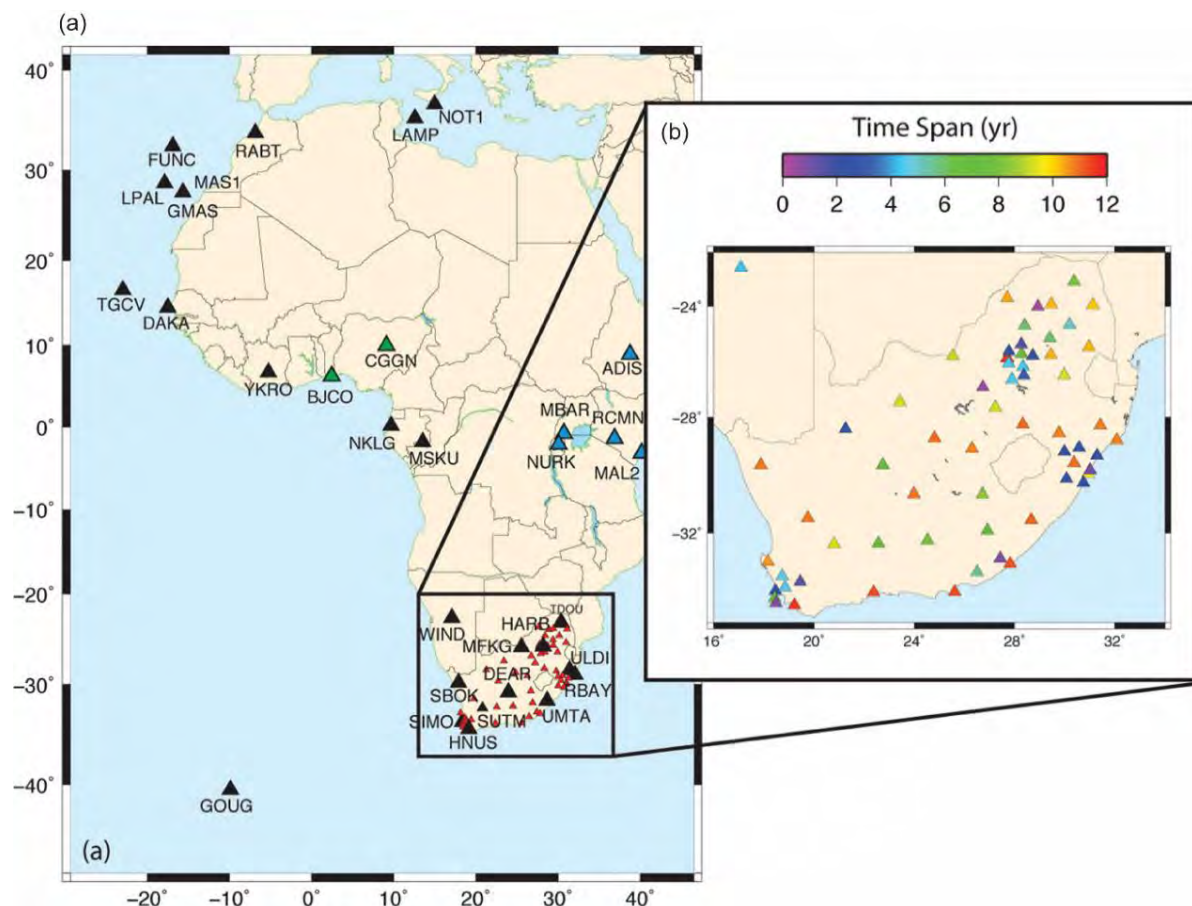 (a)
40°
30°
20°
10°
0°
−10°
−20°
−30°
−40°
−20°
−10°
0°
10°
20°
30°
40°
NOT1
LAMP
RABT
FUNC
MAS1
LPAL
GMAS
TGCV
DAKA
CGGN
YKRO
BJCO
ADIS
MBAR
RCMN
NKLG
MSKU
NURK
MAL2
IDOU
WIND
HARB
MFKG
ULDI
DEAR
SBOK
RBAY
SIMO
SUTM
UMTA
HNUS
GOUG
(a)
(b)
Time Span (yr)
0 2 4 6 8 10 12
−24°
−28°
−32°
16° 20° 24° 28° 32°